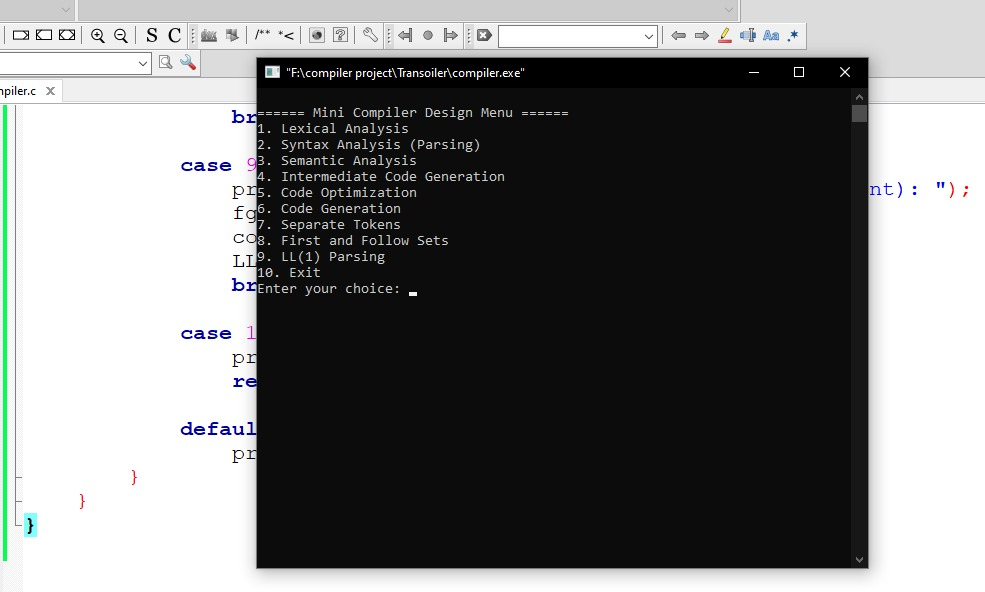 S C /** *< Aa .*
"F:\compiler project\Transoiler\compiler.exe"
npiler.c X
====== Mini Compiler Design Menu ======
1. Lexical Analysis
2. Syntax Analysis (Parsing)
3. Semantic Analysis
4. Intermediate Code Generation
5. Code Optimization
6. Code Generation
7. Separate Tokens
8. First and Follow Sets
9. LL(1) Parsing
10. Exit
Enter your choice:
br
case 9
pr nt): ");
fg
co
LL
br
case 1
pr
re
defaul
pr
}
}
}